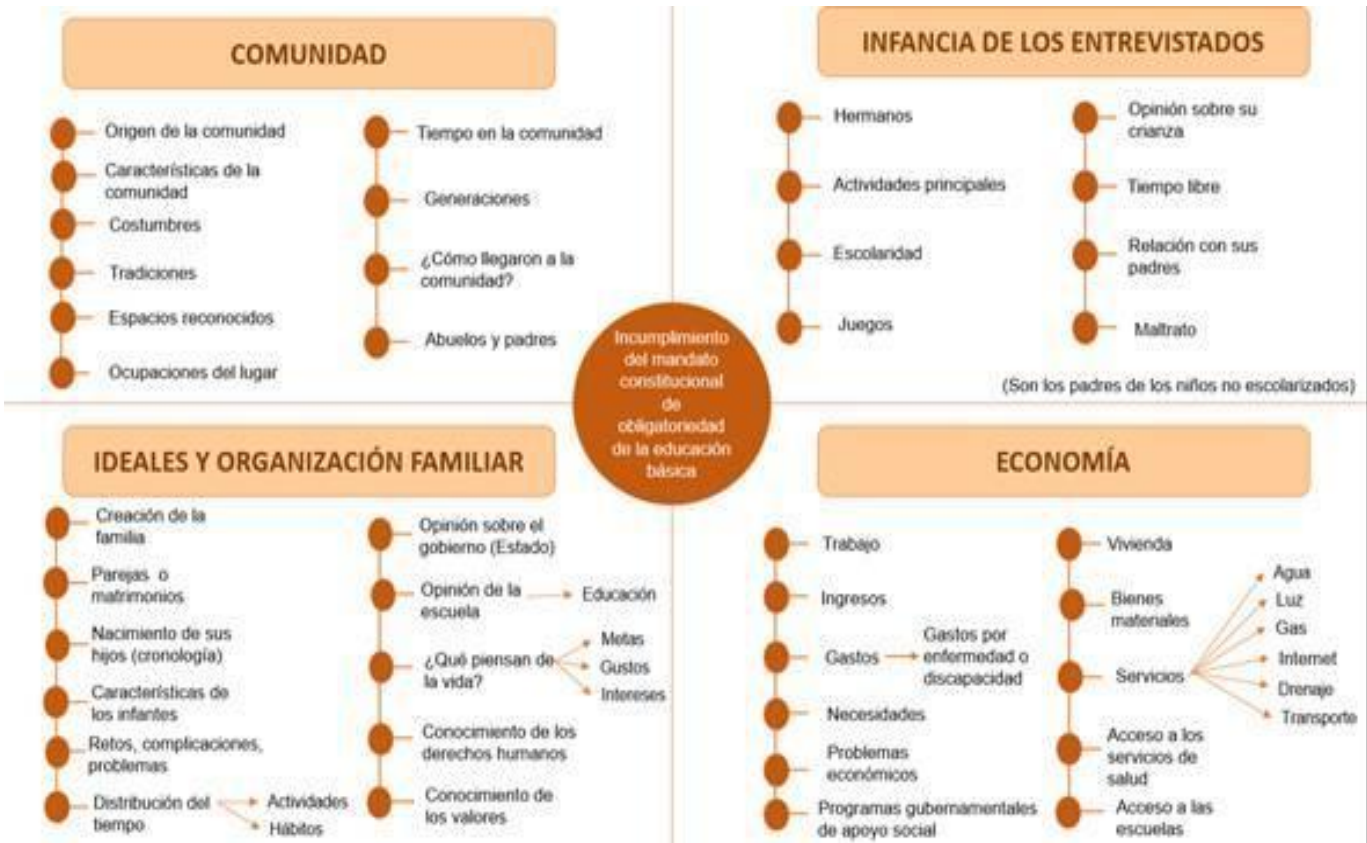 COMUNIDAD
Origen de la comunidad
Características de la
comunidad
Costumbres
Tradiciones
Espacios reconocidos
Ocupaciones del lugar
Tiempo en la comunidad
Generaciones
¿Cómo llegaron a la
comunidad?
Abuelos y padres
INFANCIA DE LOS ENTREVISTADOS
Hermanos
Actividades principales
Escolaridad
Juegos
Opinión sobre su
crianza
Tiempo libre
Relación con sus
padres
Maltrato
(Son los padres de los niños no escolarizados)
Incumplimiento
del mandato
constitucional
de
obligatoriedad
de la educación
básica
IDEALES Y ORGANIZACIÓN FAMILIAR
Creación de la
familia
Parejas o
matrimonios
Nacimiento de sus
hijos (cronología)
Características de
los infantes
Retos, complicaciones,
problemas
Distribución del
tiempo
Actividades
Hábitos
Opinión sobre el
gobierno (Estado)
Opinión de la
escuela
Educación
¿Qué piensan de
la vida?
Metas
Gustos
Intereses
Conocimiento de los
derechos humanos
Conocimiento de
los valores
ECONOMÍA
Trabajo
Ingresos
Gastos
Gastos por
enfermedad o
discapacidad
Necesidades
Problemas
económicos
Programas gubernamentales
de apoyo social
Vivienda
Bienes
materiales
Servicios
Agua
Luz
Gas
Internet
Drenaje
Transporte
Acceso a los
servicios de
salud
Acceso a las
escuelas